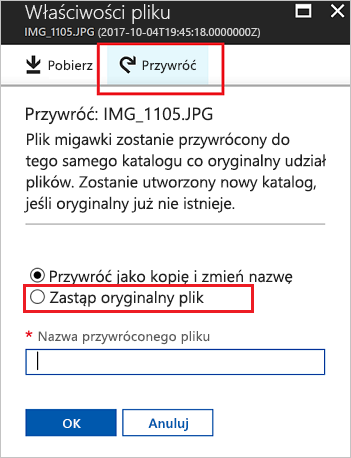 Właściwości pliku
IMG_1105.JPG (2017-10-04T19:45:18.0000000Z)
Pobierz
Przywróć
Przywróć: IMG_1105.JPG
Plik migawki zostanie przywrócony do
tego samego katalogu co oryginalny udział
plików. Zostanie utworzony nowy katalog,
jeśli oryginalny już nie istnieje.
Przywróć jako kopię i zmień nazwę
Zastąp oryginalny plik
* Nazwa przywróconego pliku
OK
Anuluj